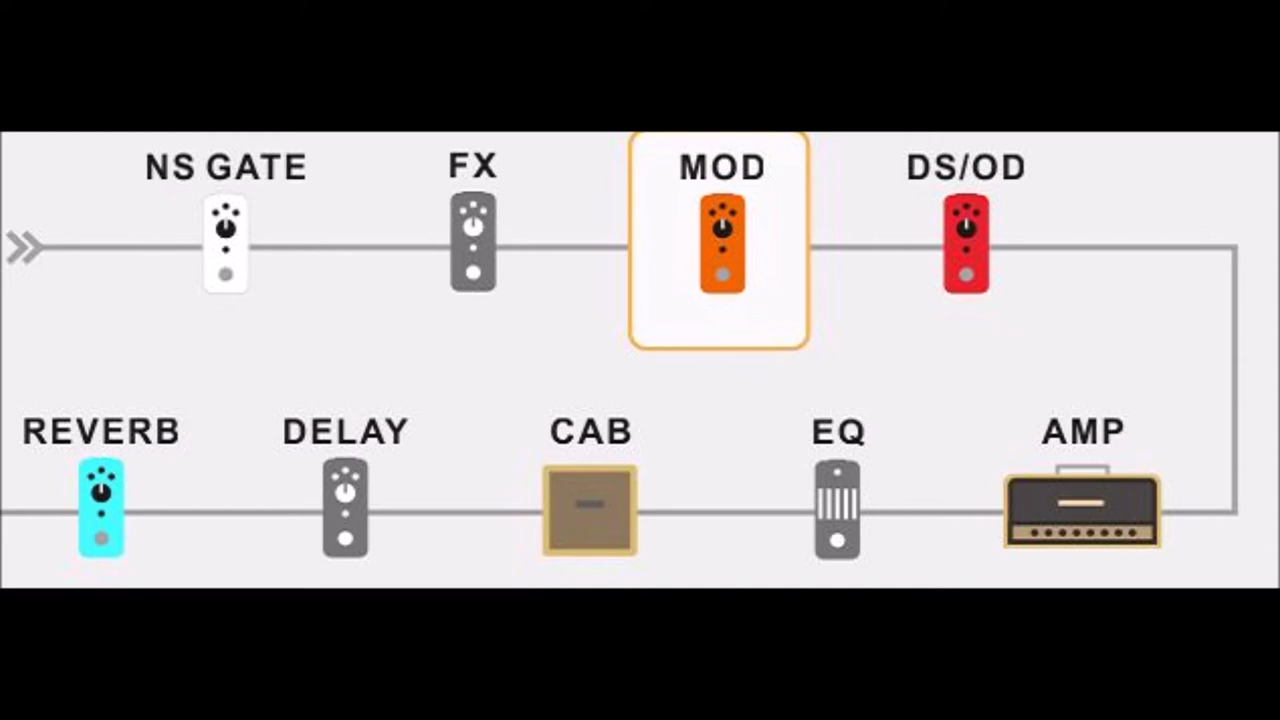 NS GATE
FX
MOD
DS/OD
REVERB
DELAY
CAB
EQ
AMP